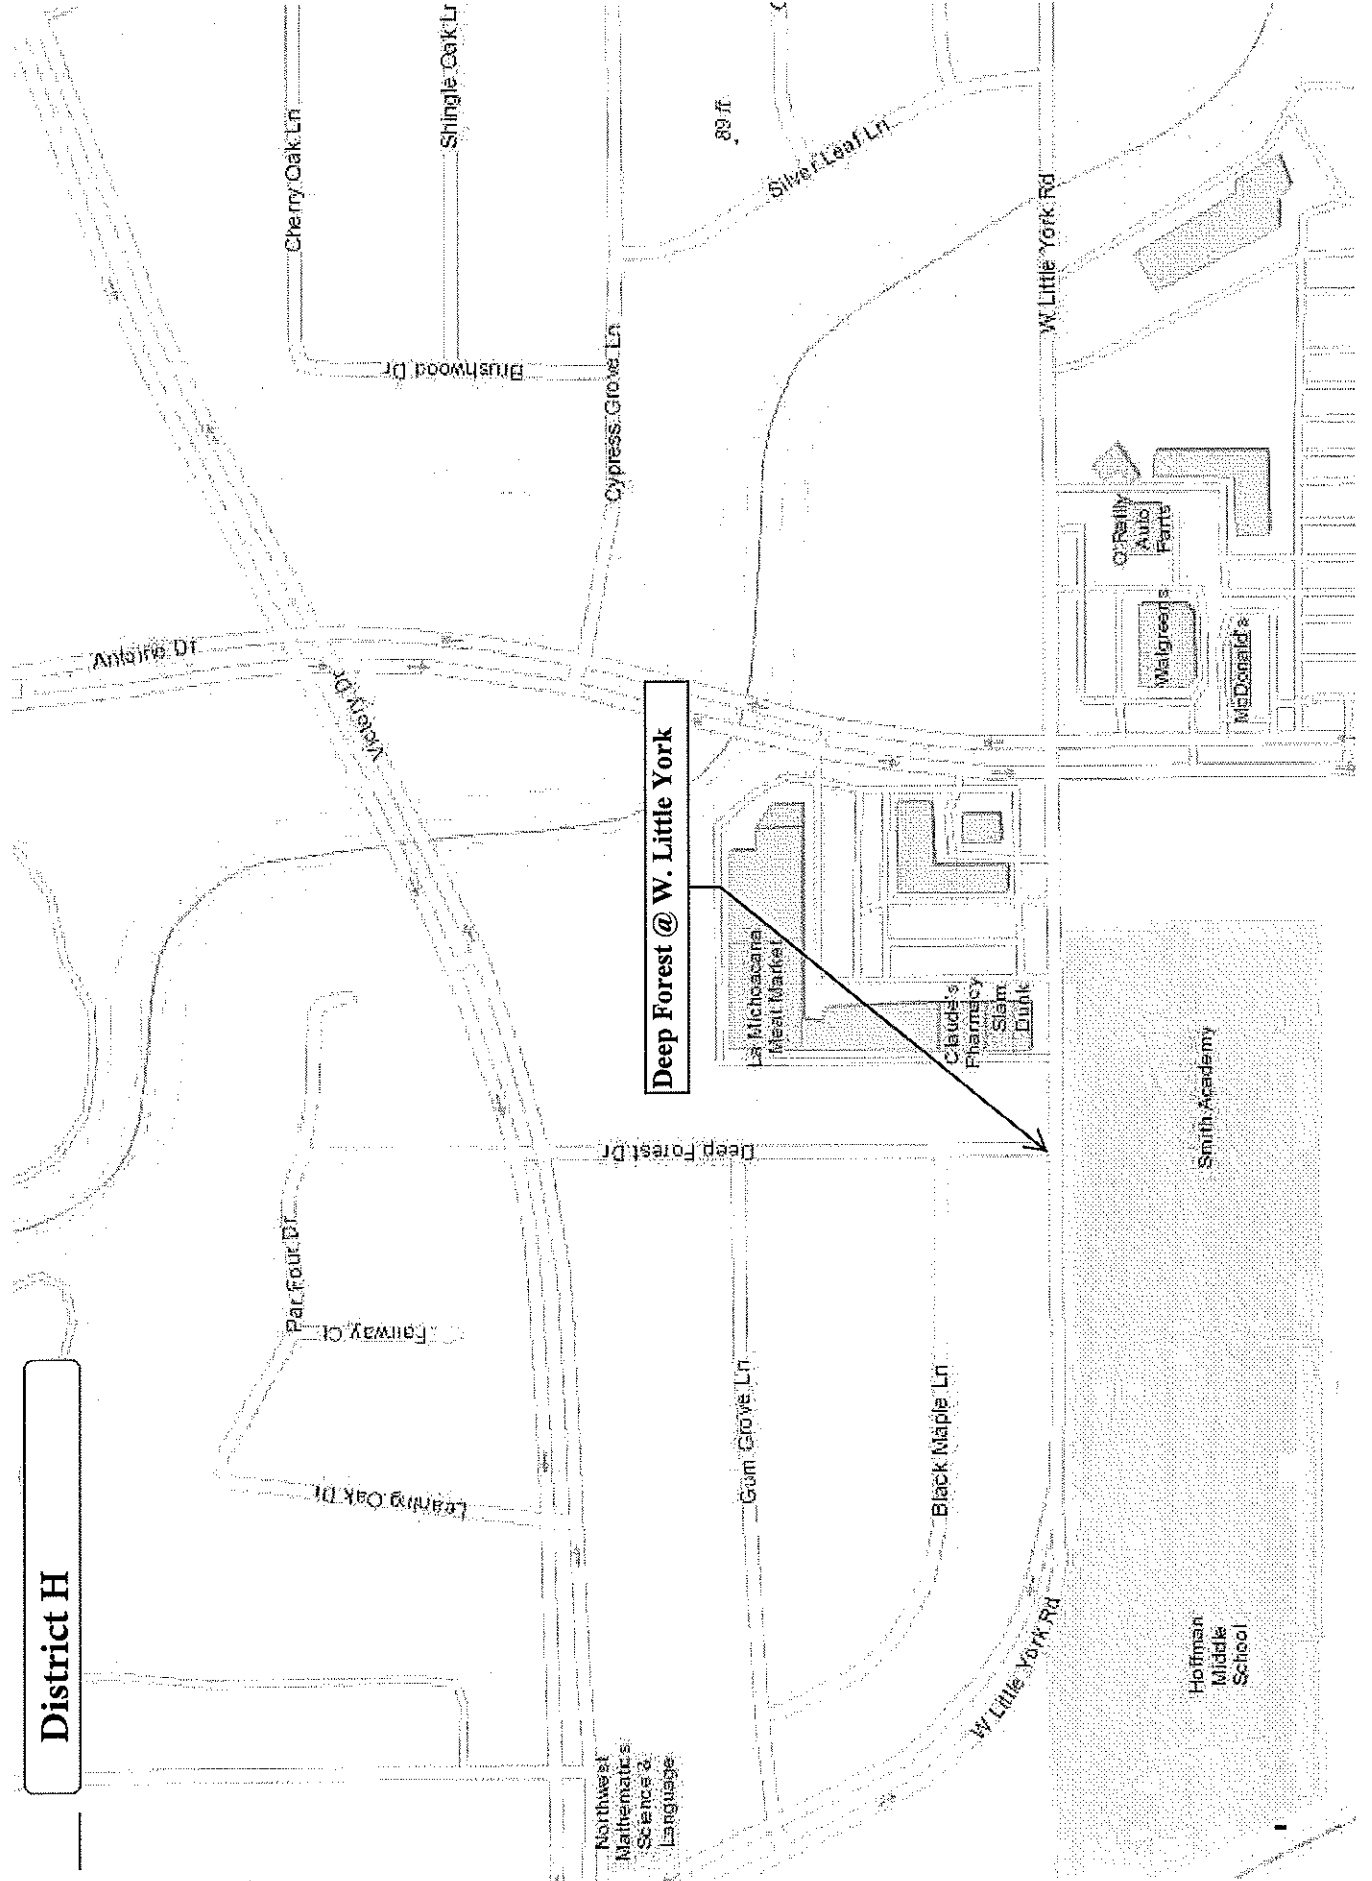 District H
Antoine Dr
Victory Dr
Cherry Oak Ln
Shingle Oak Ln
Brushwood Dr
Cypress Grove Ln
89 ft
Silver Leaf Ln
W Little York Rd
Par Four Dr
Fairway Ct
Leaning Oak Dr
Deep Forest @ W. Little York
Deep Forest Dr
Gum Grove Ln
Black Maple Ln
W Little York Rd
Northwest
Mathematics
Science &
Language
La Michoacana
Meat Market
Claude's
Pharmacy
Slam
Dunk
O'Reilly
Auto
Parts
Walgreens
McDonald's
Smith Academy
Hoffman
Middle
School